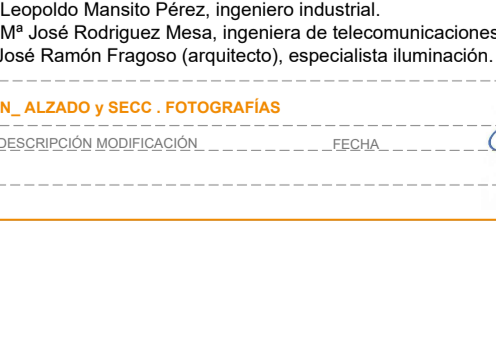 Leopoldo Mansito Pérez, ingeniero industrial.
Mª José Rodriguez Mesa, ingeniera de telecomunicaciones
José Ramón Fragoso (arquitecto), especialista iluminación.
N_ ALZADO y SECC . FOTOGRAFÍAS
DESCRIPCIÓN MODIFICACIÓN FECHA